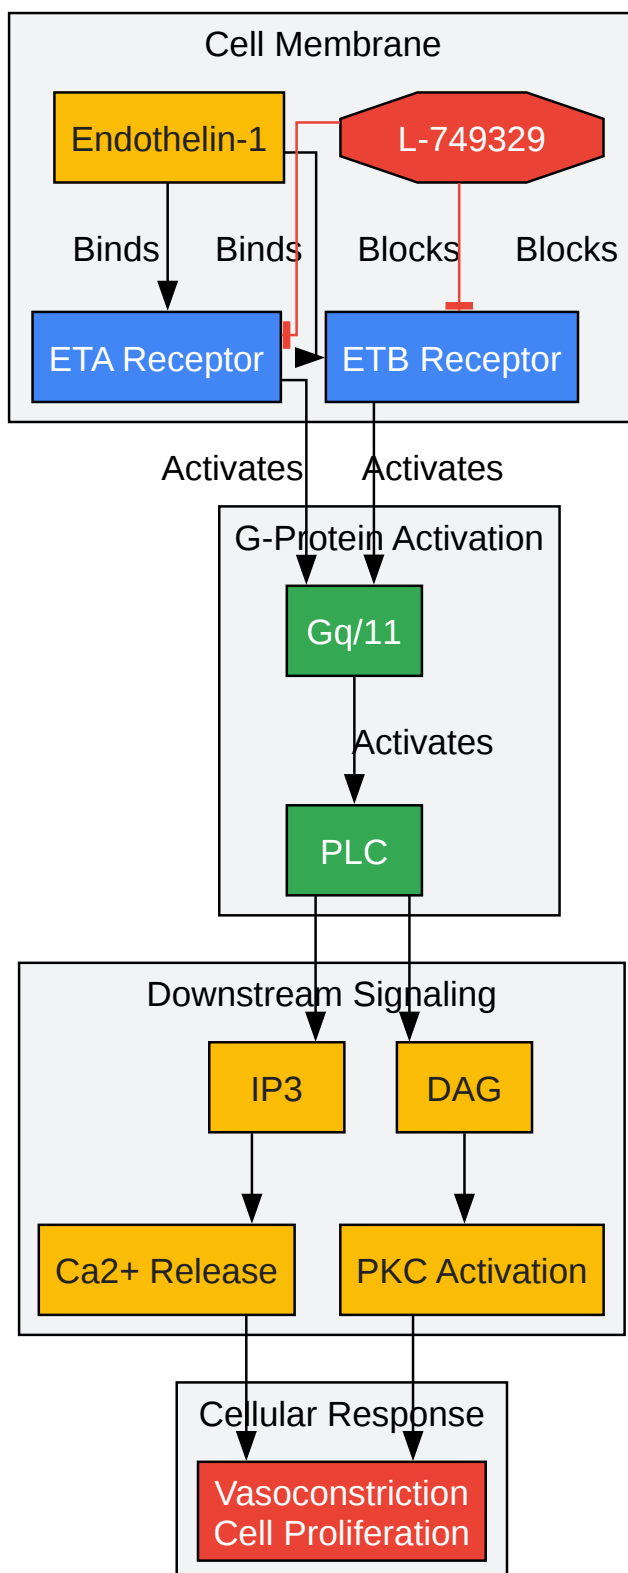 Cell Membrane
Endothelin-1
L-749329
Binds
Binds
Blocks
Blocks
ETA Receptor
ETB Receptor
Activates
Activates
G-Protein Activation
Gq/11
Activates
PLC
Downstream Signaling
IP3
DAG
Ca2+ Release
PKC Activation
Cellular Response
Vasoconstriction
Cell Proliferation